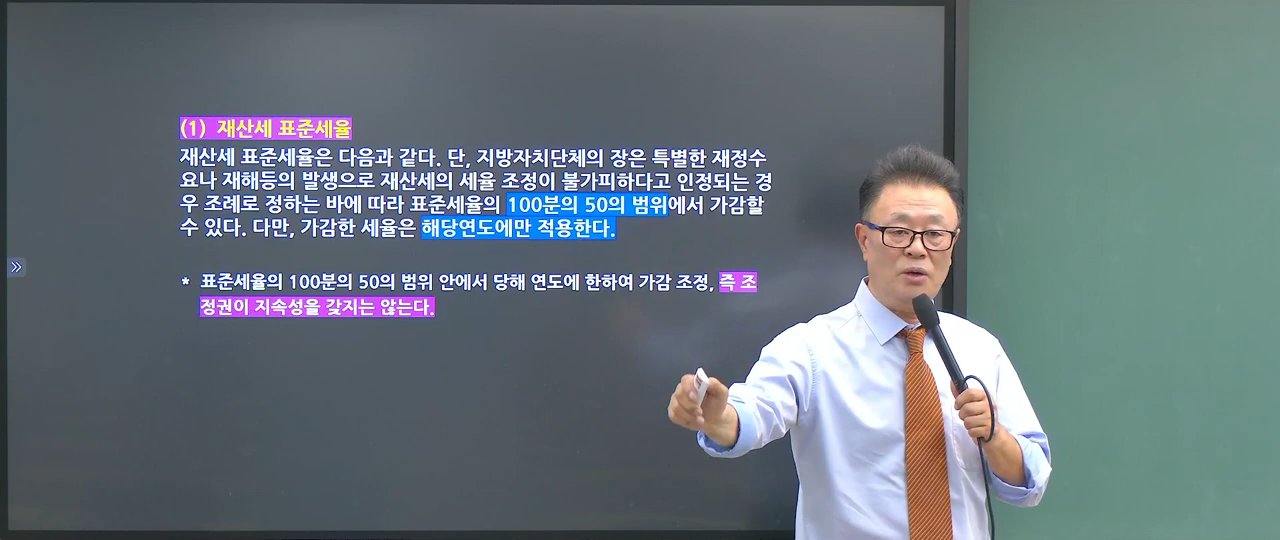 (1) 재산세 표준세율
재산세 표준세율은 다음과 같다. 단, 지방자치단체의 장은 특별한 재정수
요나 재해등의 발생으로 재산세의 세율 조정이 불가피하다고 인정되는 경
우 조례로 정하는 바에 따라 표준세율의 100분의 50의 범위에서 가감할
수 있다. 다만, 가감한 세율은 해당연도에만 적용한다.
* 표준세율의 100분의 50의 범위 안에서 당해 연도에 한하여 가감 조정, 즉 조
정권이 지속성을 갖지는 않는다.